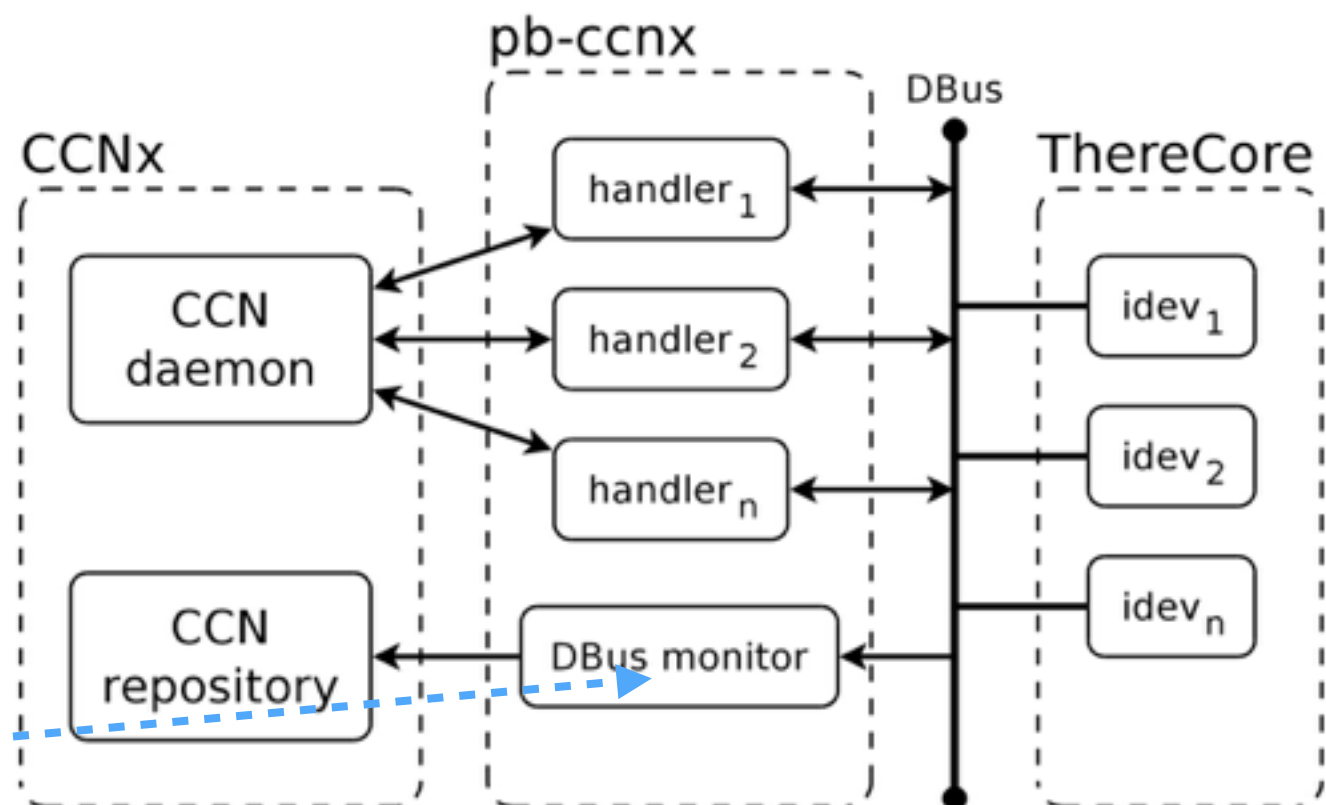 pb-ccnx
DBus
CCNx
ThereCore
handler1
CCN
daemon
idev1
handler2
idev2
handlern
idevn
CCN
repository
DBus monitor